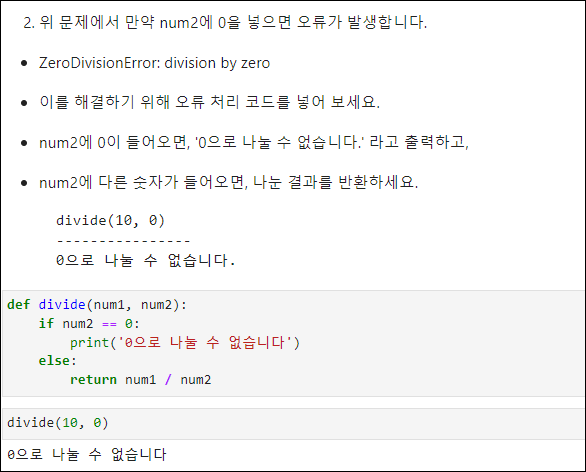 2. 위 문제에서 만약 num2에 0을 넣으면 오류가 발생합니다.
• ZeroDivisionError: division by zero
• 이를 해결하기 위해 오류 처리 코드를 넣어 보세요.
• num2에 0이 들어오면, '0으로 나눌 수 없습니다.' 라고 출력하고,
• num2에 다른 숫자가 들어오면, 나눈 결과를 반환하세요.
divide(10, 0)
----------------
0으로 나눌 수 없습니다.
def divide(num1, num2):
    if num2 == 0:
        print('0으로 나눌 수 없습니다')
    else:
        return num1 / num2
divide(10, 0)
0으로 나눌 수 없습니다